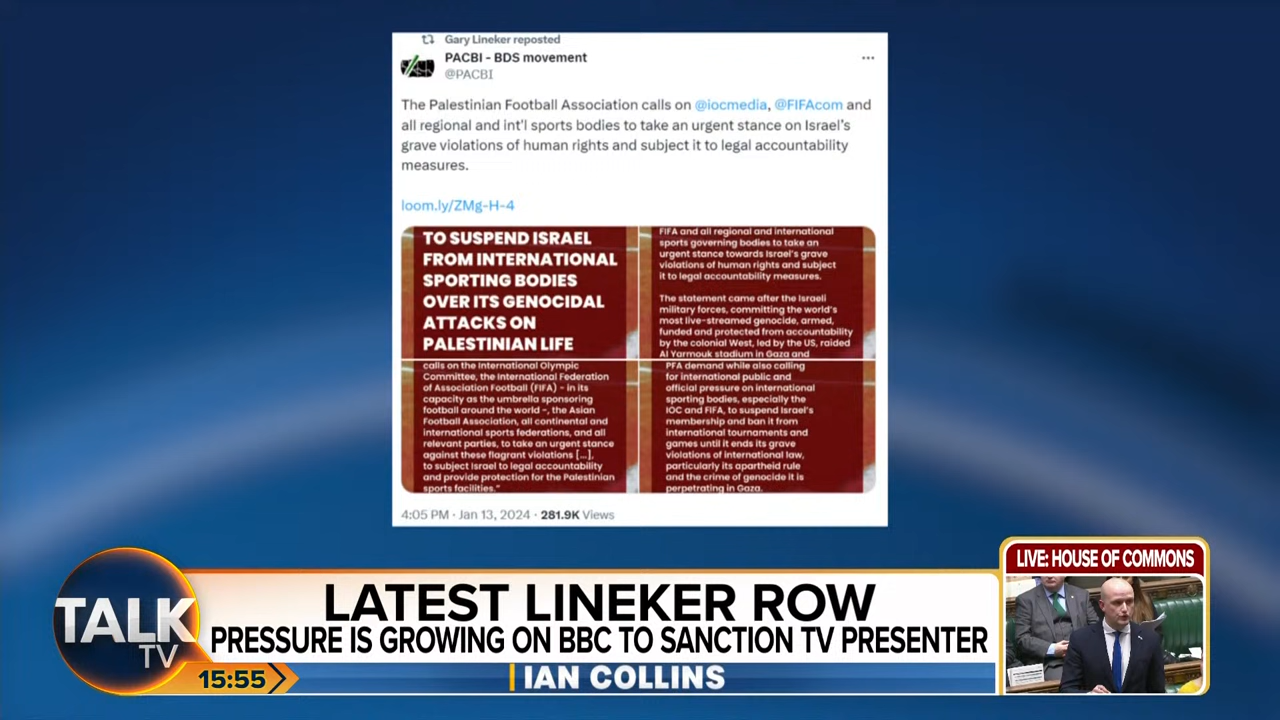 Gary Lineker reposted
PACBI - BDS movement
@PACBI
The Palestinian Football Association calls on @iocmedia, @FIFAcom and
all regional and int'l sports bodies to take an urgent stance on Israel's
grave violations of human rights and subject it to legal accountability
measures.
loom.ly/ZMg-H-4
TO SUSPEND ISRAEL
FROM INTERNATIONAL
SPORTING BODIES
OVER ITS GENOCIDAL
ATTACKS ON
PALESTINIAN LIFE
FIFA and all regional and international
sports governing bodies to take an
urgent stance towards Israel's grave
violations of human rights and subject
it to legal accountability measures.
The statement came after the Israeli
military forces, committing the world's
most live-streamed genocide, armed,
funded and protected from accountability
by the colonial West, led by the US, raided
Al Yarmouk stadium in Gaza and
calls on the International Olympic
Committee, the International Federation
of Association Football (FIFA) - in its
capacity as the umbrella sponsoring
football around the world -, the Asian
Football Association, all continental and
international sports federations, and all
relevant parties, to take an urgent stance
against these flagrant violations [...],
to subject Israel to legal accountability
and provide protection for the Palestinian
sports facilities."
PFA demand while also calling
for international public and
official pressure on international
sporting bodies, especially the
IOC and FIFA, to suspend Israel's
membership and ban it from
international tournaments and
games until it ends its grave
violations of international law,
particularly its apartheid rule
and the crime of genocide it is
perpetrating in Gaza.
4:05 PM · Jan 13, 2024 · 281.9K Views
LIVE: HOUSE OF COMMONS
TALK
TV
LATEST LINEKER ROW
PRESSURE IS GROWING ON BBC TO SANCTION TV PRESENTER
15:55
IAN COLLINS